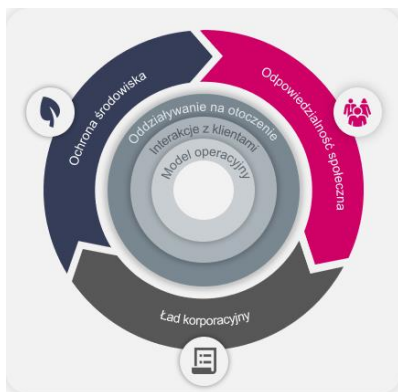 Ochrona środowiska
Odpowiedzialność społeczna
Oddziaływanie na otoczenie
Interakcje z klientami
Model operacyjny
Ład korporacyjny